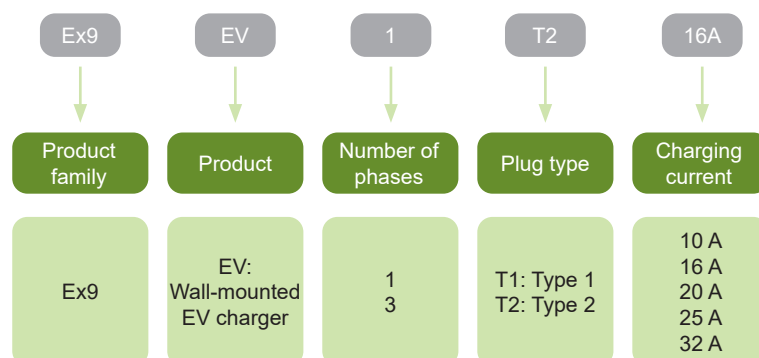 Ex9
EV
1
T2
16A
Product
family
Product
Number of
phases
Plug type
Charging
current
Ex9
EV:
Wall-mounted
EV charger
1
3
T1: Type 1
T2: Type 2
10 A
16 A
20 A
25 A
32 A